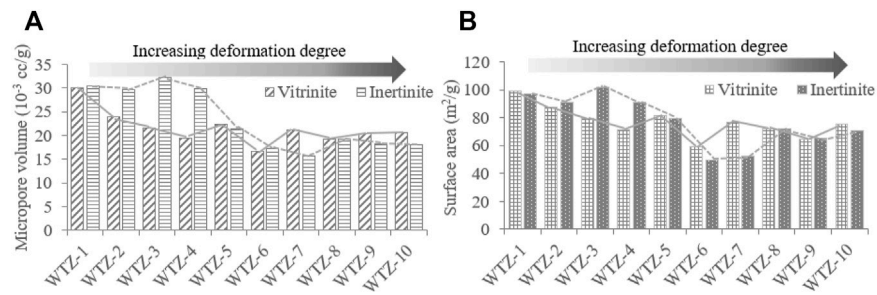 A
Increasing deformation degree
Micropore volume (10⁻³ cc/g)
35
30
25
20
15
10
5
0
Vitrinite
Inertinite
WTZ-1
WTZ-2
WTZ-3
WTZ-4
WTZ-5
WTZ-6
WTZ-7
WTZ-8
WTZ-9
WTZ-10
B
Increasing deformation degree
Surface area (m²/g)
120
100
80
60
40
20
0
Vitrinite
Inertinite
WTZ-1
WTZ-2
WTZ-3
WTZ-4
WTZ-5
WTZ-6
WTZ-7
WTZ-8
WTZ-9
WTZ-10